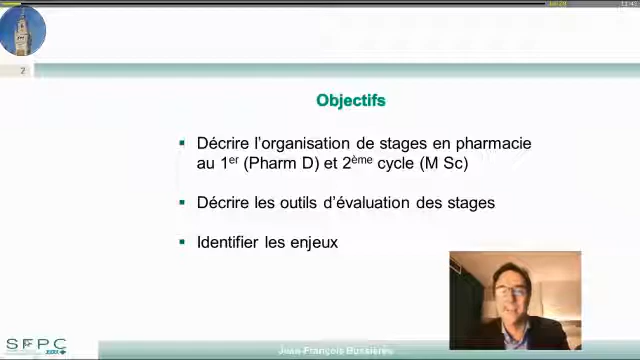 2
Objectifs
▪ Décrire l'organisation de stages en pharmacie
au 1er (Pharm D) et 2ème cycle (M Sc)
▪ Décrire les outils d'évaluation des stages
▪ Identifier les enjeux
SFPC
Jean-François Bussières